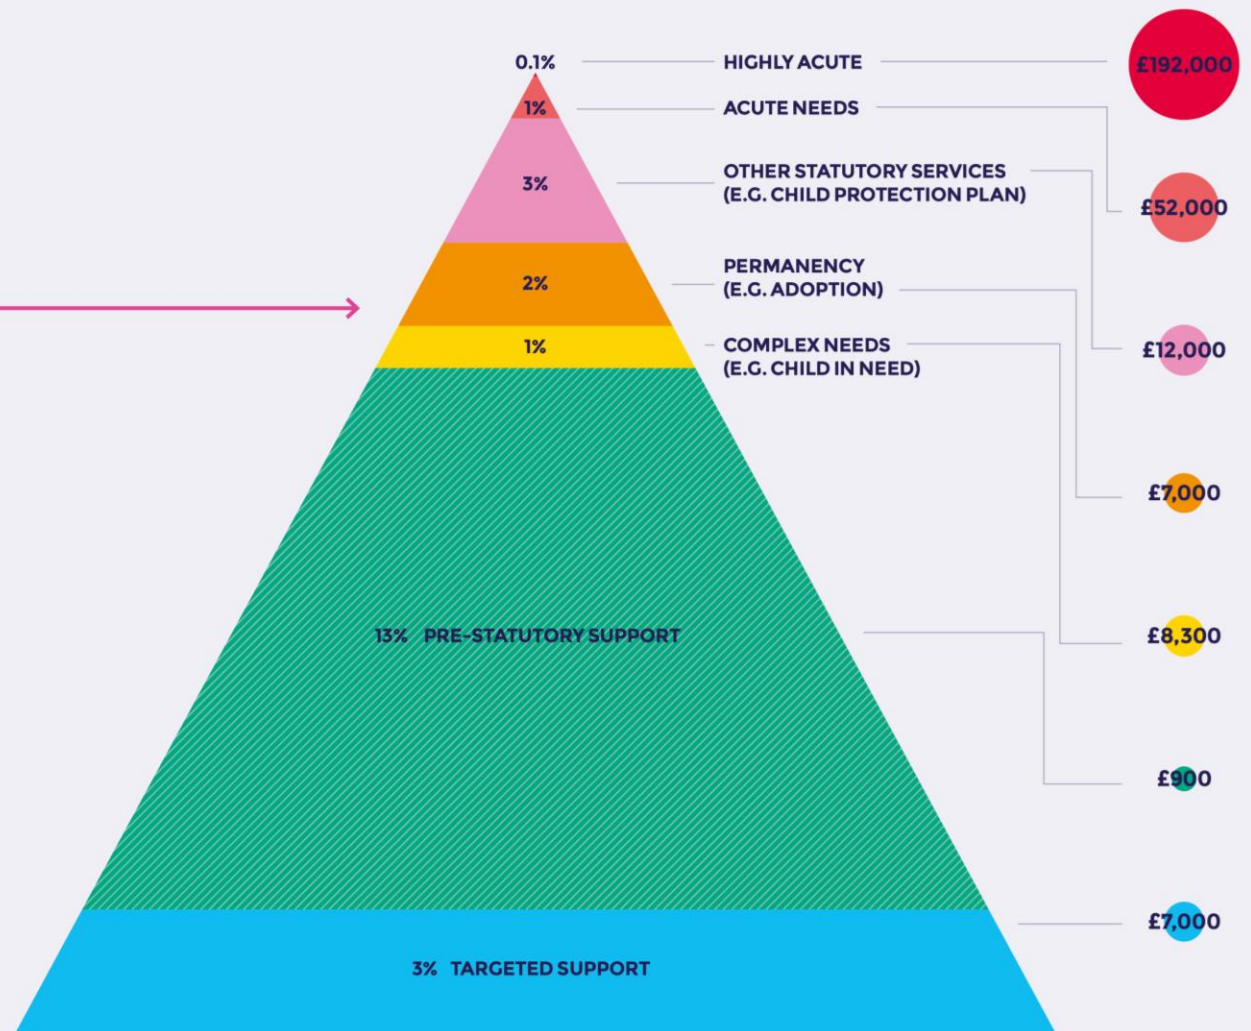 0.1%
HIGHLY ACUTE
£192,000
1%
ACUTE NEEDS
£52,000
3%
OTHER STATUTORY SERVICES
(E.G. CHILD PROTECTION PLAN)
£12,000
2%
PERMANENCY
(E.G. ADOPTION)
£7,000
1%
COMPLEX NEEDS
(E.G. CHILD IN NEED)
£8,300
13% PRE-STATUTORY SUPPORT
£900
3% TARGETED SUPPORT
£7,000